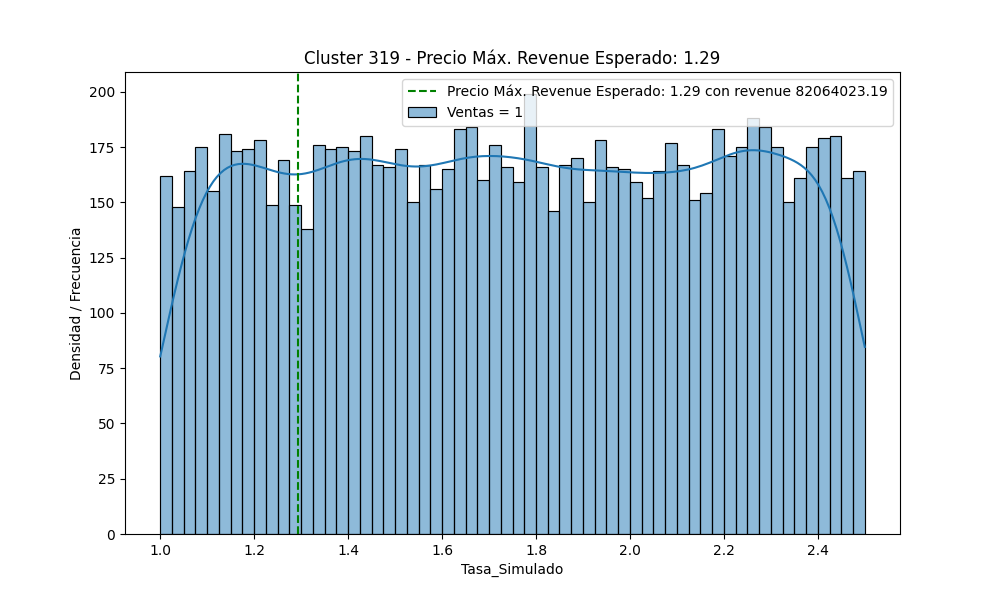 Cluster 319 - Precio Máx. Revenue Esperado: 1.29
Precio Máx. Revenue Esperado: 1.29 con revenue 82064023.19
Ventas = 1
200
175
150
125
100
75
50
25
0
Densidad / Frecuencia
1.0 1.2 1.4 1.6 1.8 2.0 2.2 2.4
Tasa_Simulado